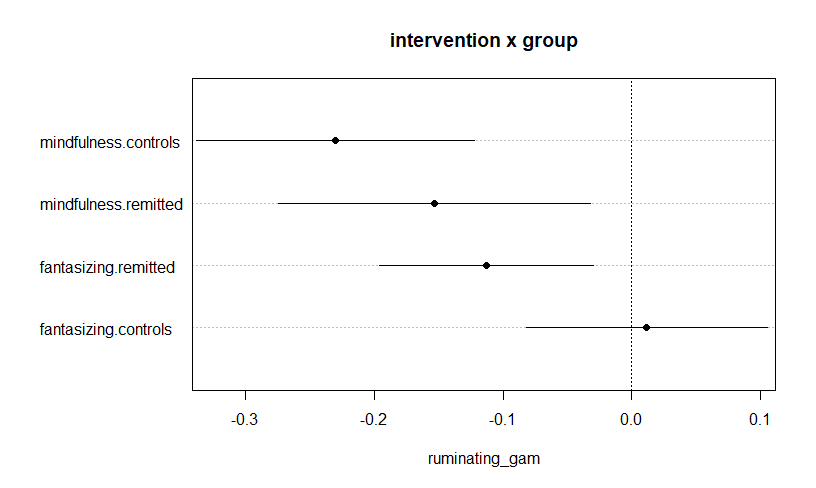 intervention x group
mindfulness.controls
mindfulness.remitted
fantasizing.remitted
fantasizing.controls
-0.3 -0.2 -0.1 0.0 0.1
ruminating_gam